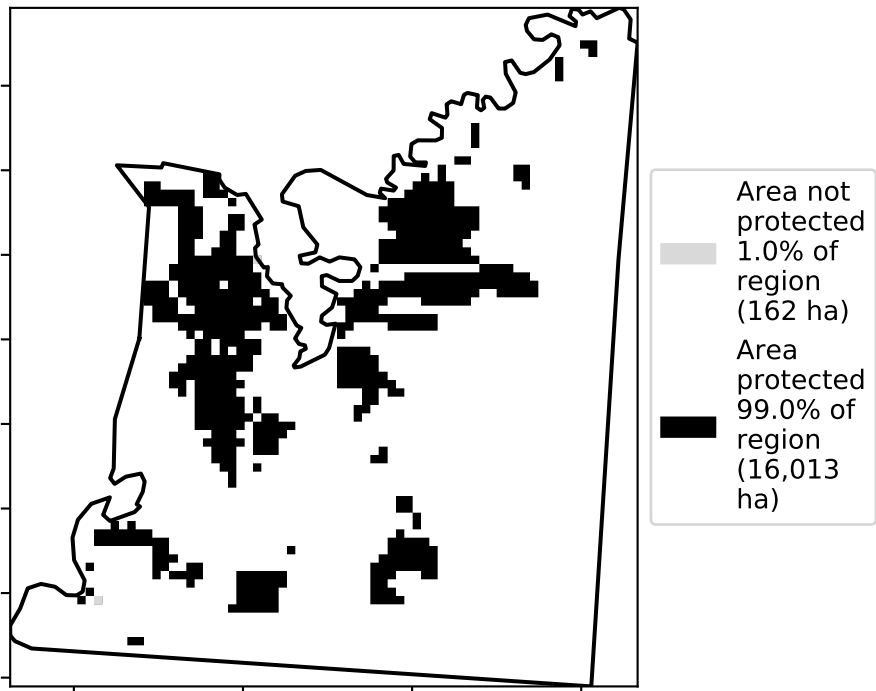 Area not
protected
1.0% of
region
(162 ha)
Area
protected
99.0% of
region
(16,013
ha)